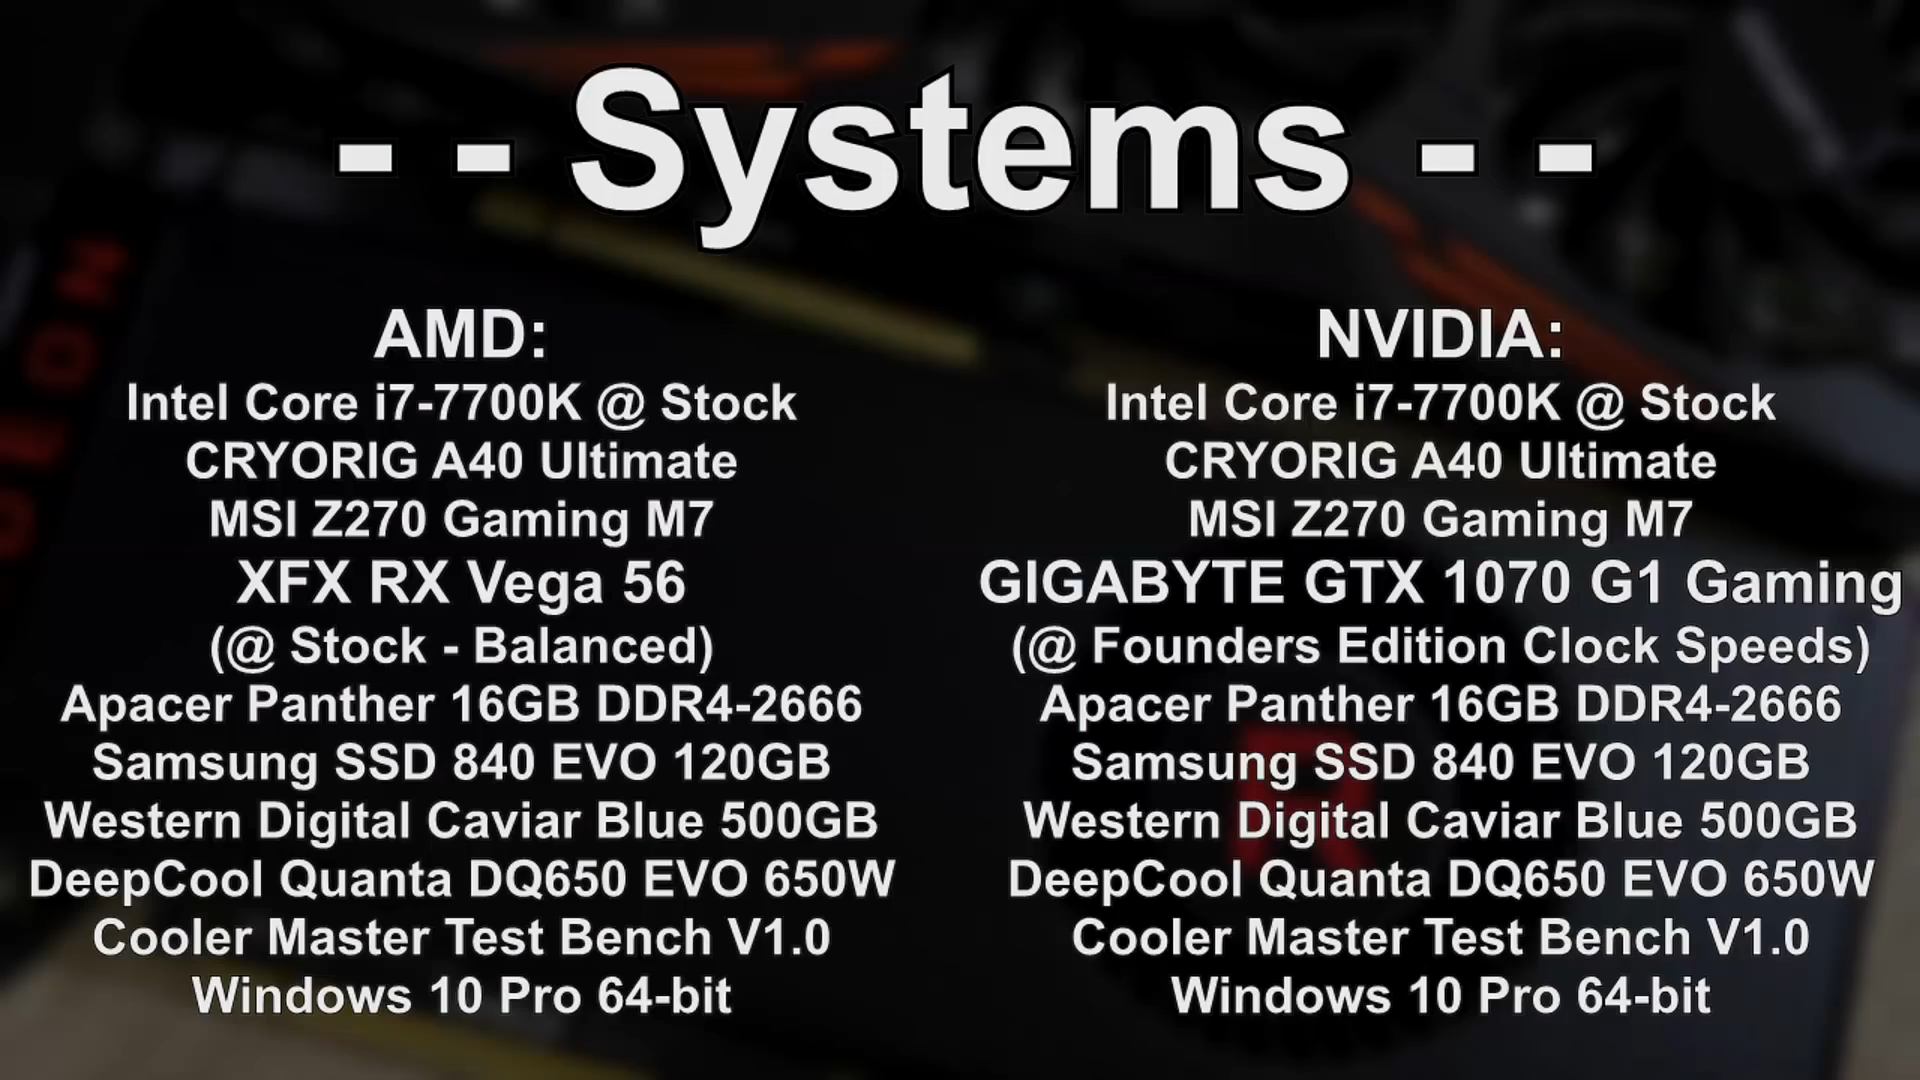 - - Systems - -
AMD:
Intel Core i7-7700K @ Stock
CRYORIG A40 Ultimate
MSI Z270 Gaming M7
XFX RX Vega 56
(@ Stock - Balanced)
Apacer Panther 16GB DDR4-2666
Samsung SSD 840 EVO 120GB
Western Digital Caviar Blue 500GB
DeepCool Quanta DQ650 EVO 650W
Cooler Master Test Bench V1.0
Windows 10 Pro 64-bit
NVIDIA:
Intel Core i7-7700K @ Stock
CRYORIG A40 Ultimate
MSI Z270 Gaming M7
GIGABYTE GTX 1070 G1 Gaming
(@ Founders Edition Clock Speeds)
Apacer Panther 16GB DDR4-2666
Samsung SSD 840 EVO 120GB
Western Digital Caviar Blue 500GB
DeepCool Quanta DQ650 EVO 650W
Cooler Master Test Bench V1.0
Windows 10 Pro 64-bit
R